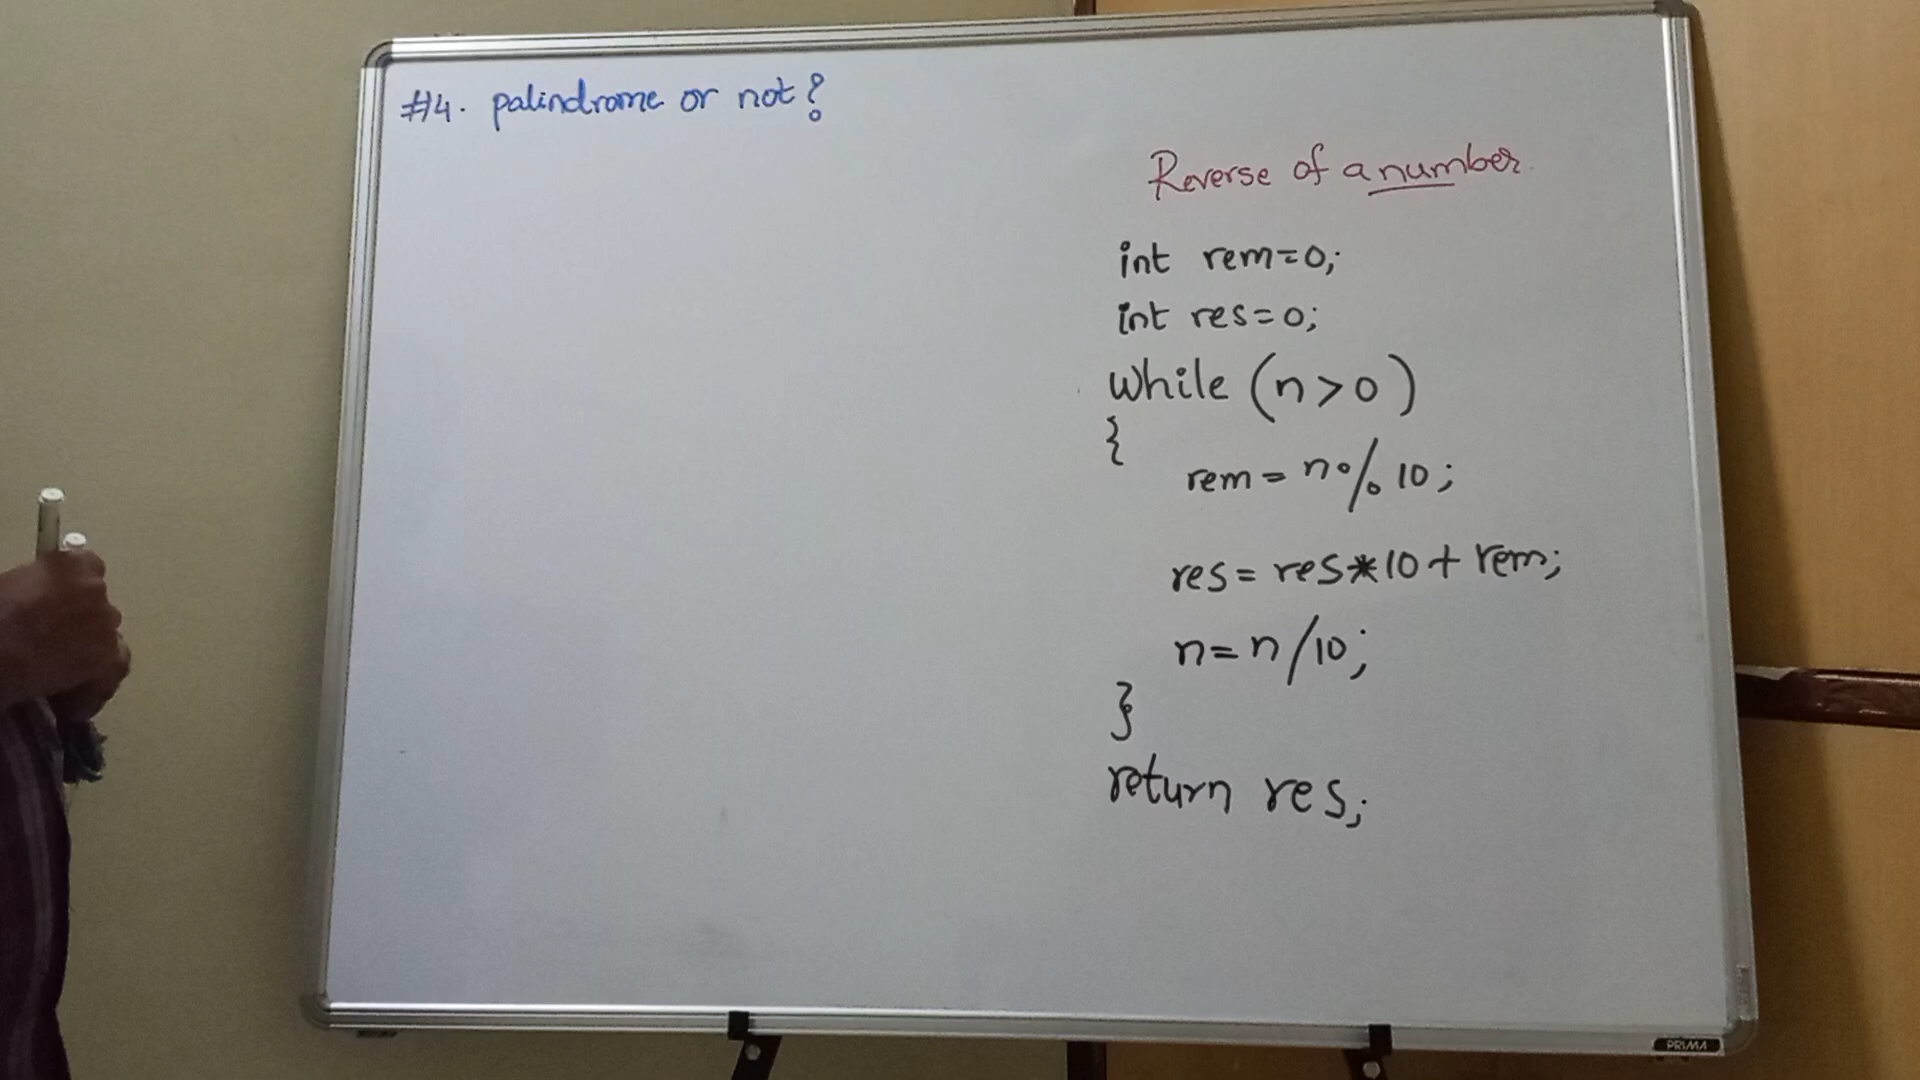 #4. palindrome or not?
Reverse of a number.
int rem=0;
int res=0;
while (n>0)
{
rem=n%10;
res=res*10+rem;
n=n/10;
}
return res;
PRIMA